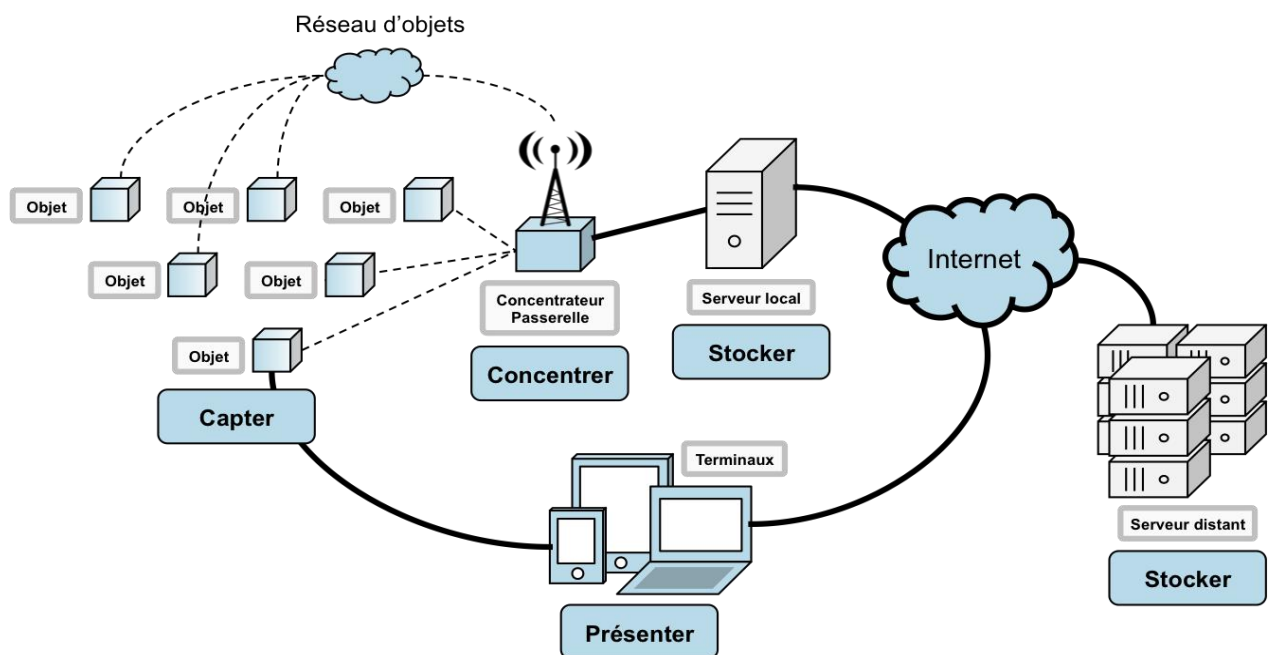 Réseau d’objets
Objet
Objet
Objet
Objet
Objet
Objet
Capter
Concentrateur
Passerelle
Concentrer
Serveur local
Stocker
Internet
Terminaux
Présenter
Serveur distant
Stocker